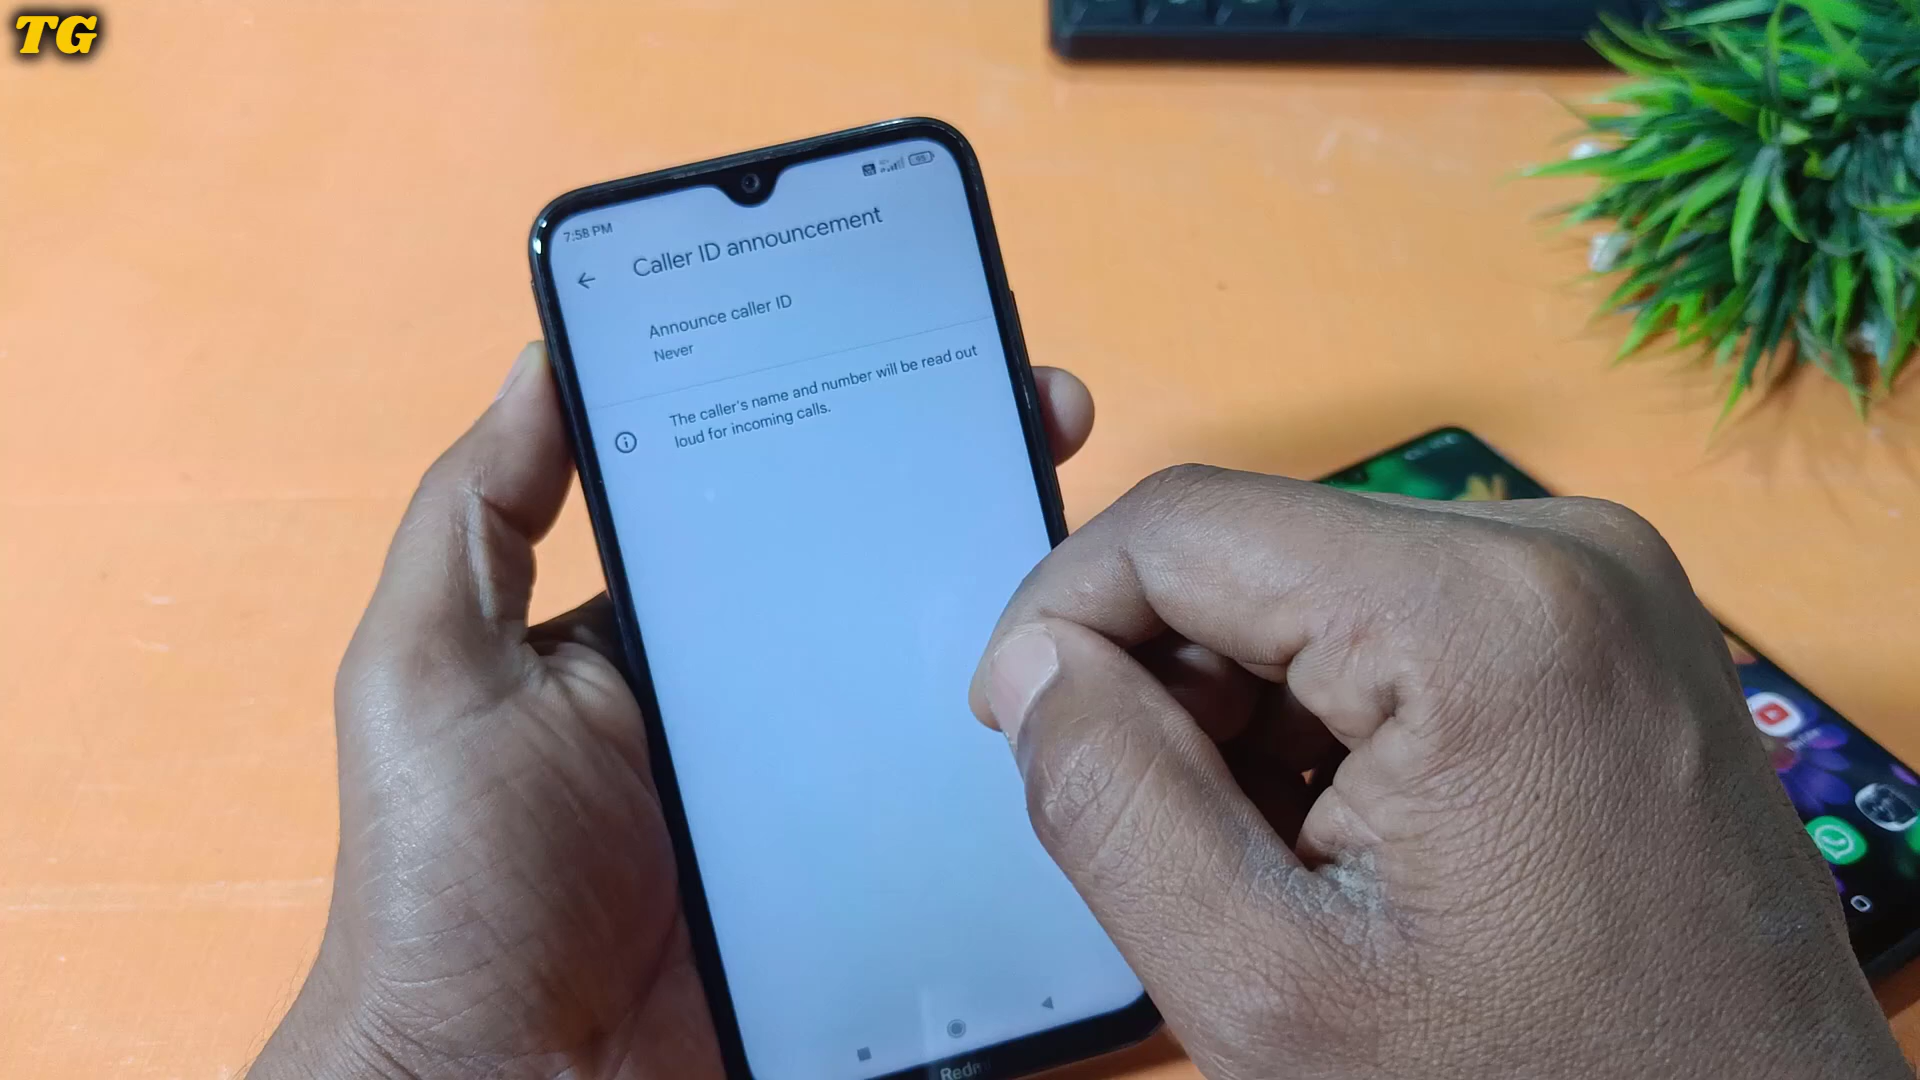 TG
7:58 PM
Caller ID announcement
Announce caller ID
Never
The caller's name and number will be read out
loud for incoming calls.